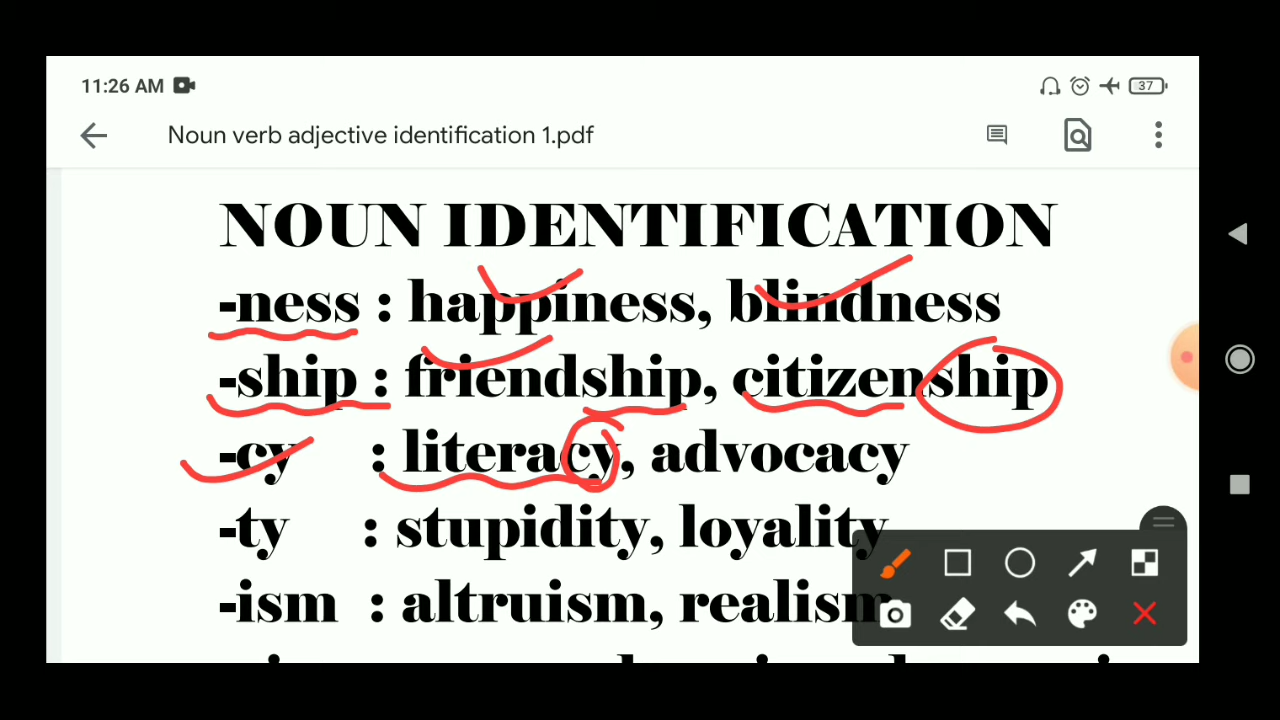 11:26 AM 37
Noun verb adjective identification 1.pdf
NOUN IDENTIFICATION
-ness : happiness, blindness
-ship : friendship, citizenship
-cy : literacy, advocacy
-ty : stupidity, loyality
-ism : altruism, realism